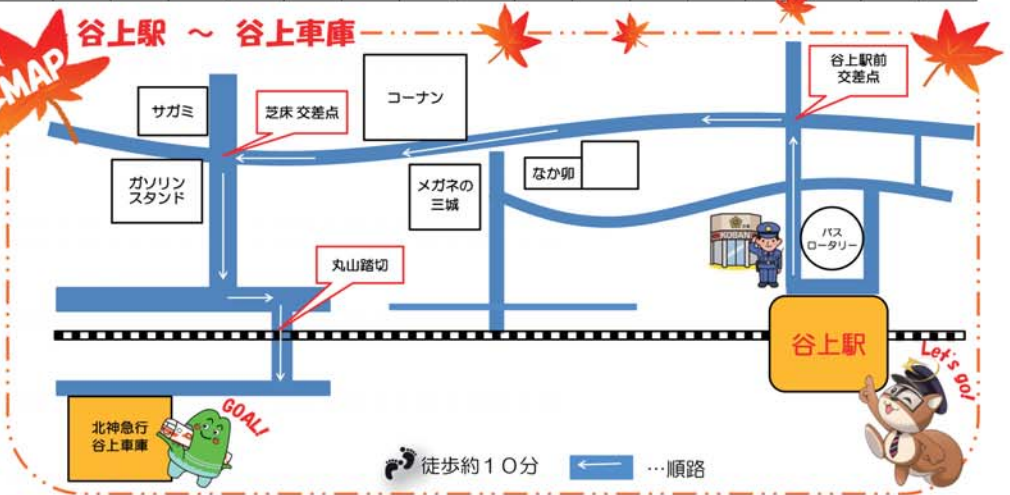 谷上駅 ～ 谷上車庫
MAP
谷上駅前
交差点
コーナン
サガミ
芝床 交差点
ガソリン
スタンド
メガネの
三城
なか卯
KOBAN
バス
ロータリー
丸山踏切
谷上駅
Let's go!
北神急行
谷上車庫
GOAL!
徒歩約１０分
…順路